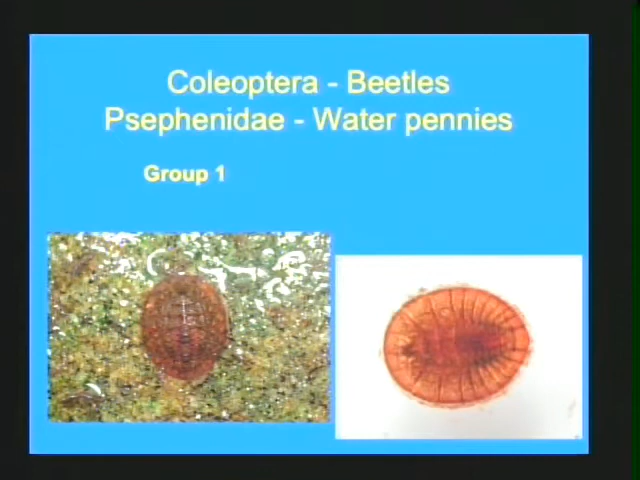 Coleoptera - Beetles
Psephenidae - Water pennies
Group 1